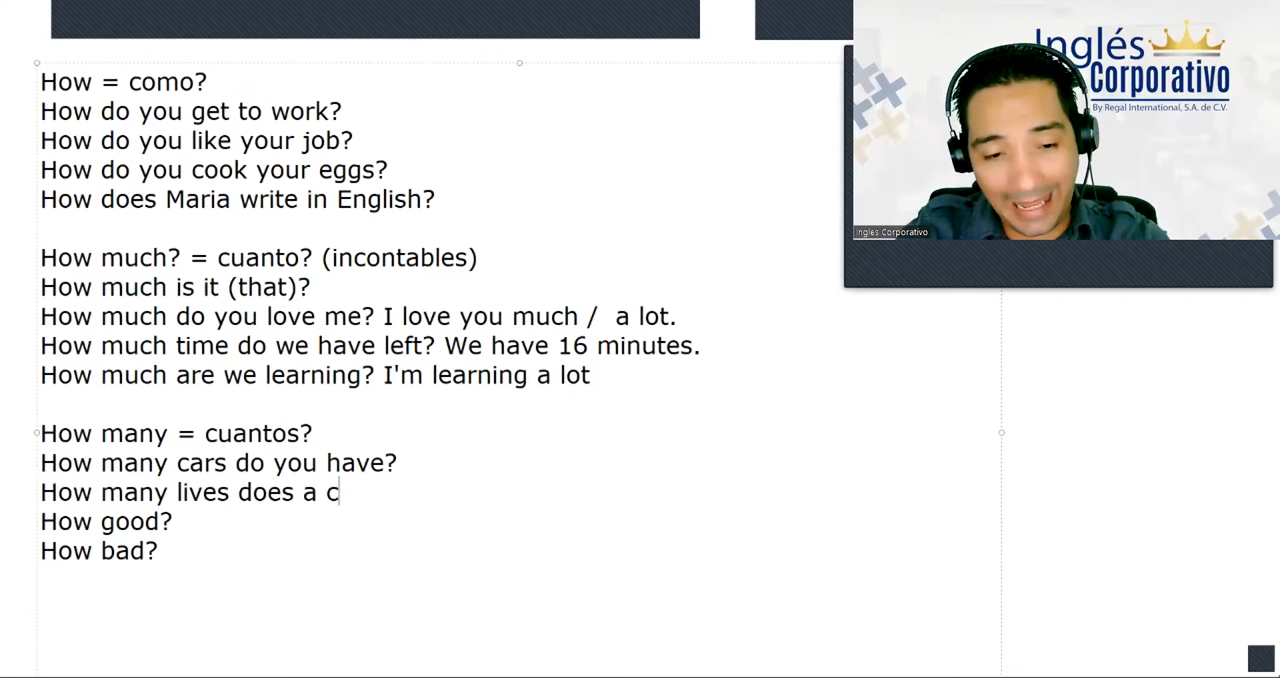 How = como?
How do you get to work?
How do you like your job?
How do you cook your eggs?
How does Maria write in English?
How much? = cuanto? (incontables)
How much is it (that)?
How much do you love me? I love you much /  a lot.
How much time do we have left? We have 16 minutes.
How much are we learning? I'm learning a lot
How many = cuantos?
How many cars do you have?
How many lives does a c
How good?
How bad?
Inglés
Corporativo
By Regal International, S.A. de C.V.
Inglés Corporativo